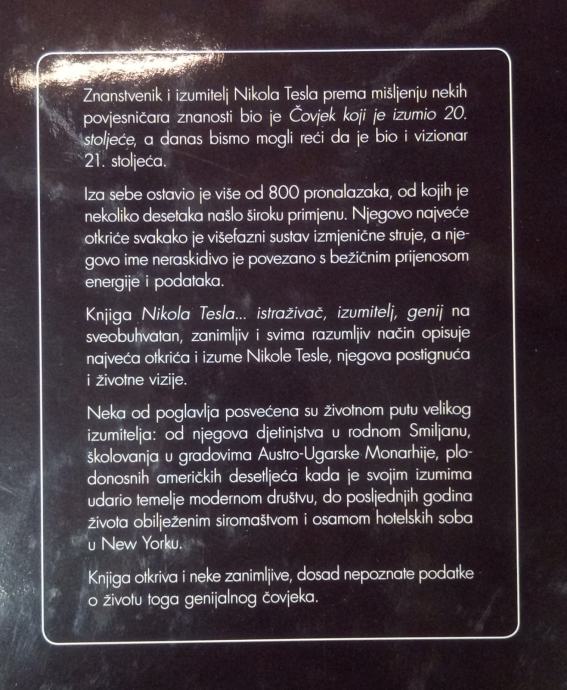 Znanstvenik i izumitelj Nikola Tesla prema mišljenju nekih
povjesničara znanosti bio je Čovjek koji je izumio 20.
stoljeće, a danas bismo mogli reći da je bio i vizionar
21. stoljeća.
Iza sebe ostavio je više od 800 pronalazaka, od kojih je
nekoliko desetaka našlo široku primjenu. Njegovo najveće
otkriće svakako je višefazni sustav izmjenične struje, a nje-
govo ime neraskidivo je povezano s bežičnim prijenosom
energije i podataka.
Knjiga Nikola Tesla... istraživač, izumitelj, genij na
sveobuhvatan, zanimljiv i svima razumljiv način opisuje
najveća otkrića i izume Nikole Tesle, njegova postignuća
i životne vizije.
Neka od poglavlja posvećena su životnom putu velikog
izumitelja: od njegova djetinjstva u rodnom Smiljanu,
školovanja u gradovima Austro-Ugarske Monarhije, plo-
donosnih američkih desetljeća kada je svojim izumima
udario temelje modernom društvu, do posljednjih godina
života obilježenim siromaštvom i osamom hotelskih soba
u New Yorku.
Knjiga otkriva i neke zanimljive, dosad nepoznate podatke
o životu toga genijalnog čovjeka.